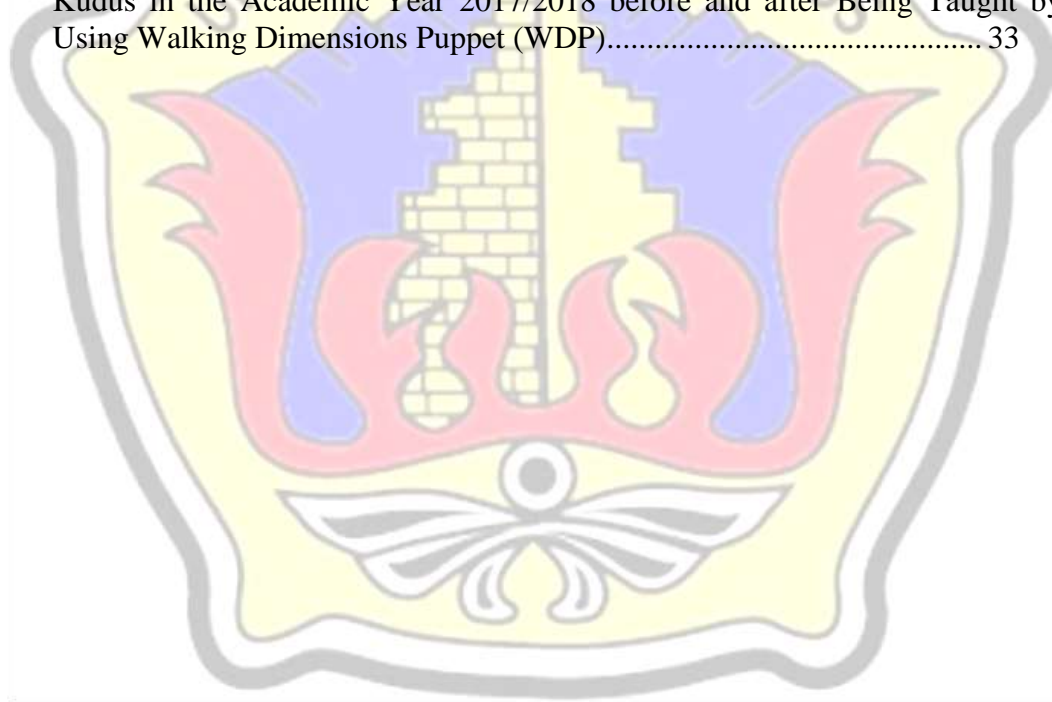 Kudus in the Academic Year 2017/2018 before and after Being Taught by
Using Walking Dimensions Puppet (WDP)............................................... 33